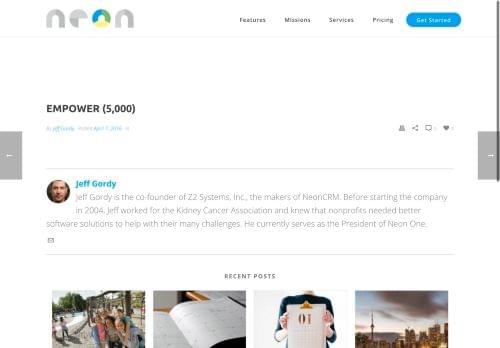 neon
Features Missions Services Pricing Get Started
EMPOWER (5,000)
By Jeff Gordy Posted April 7, 2016 In
0 0
← →
Jeff Gordy
Jeff Gordy is the co-founder of Z2 Systems, Inc., the makers of NeonCRM. Before starting the company
in 2004, Jeff worked for the Kidney Cancer Association and knew that nonprofits needed better
software solutions to help with their many challenges. He currently serves as the President of Neon One.
RECENT POSTS
01